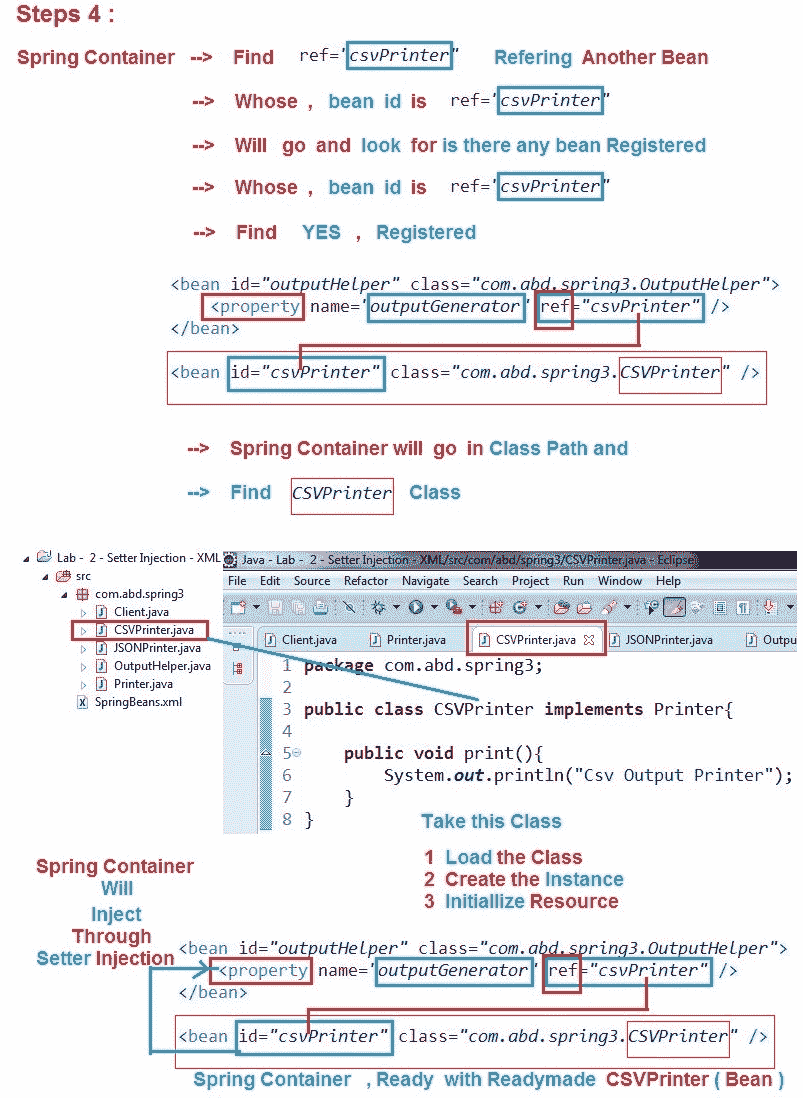 Steps 4 :
Spring Container --> Find ref="csvPrinter" Refering Another Bean
--> Whose , bean id is ref="csvPrinter"
--> Will go and look for is there any bean Registered
--> Whose , bean id is ref="csvPrinter"
--> Find YES , Registered
<bean id="outputHelper" class="com.abd.spring3.OutputHelper">
<property name="outputGenerator" ref="csvPrinter" />
</bean>
<bean id="csvPrinter" class="com.abd.spring3.CSVPrinter" />
--> Spring Container will go in Class Path and
--> Find CSVPrinter Class
Lab - 2 - Setter Injection - XML
src
com.abd.spring3
Client.java
CSVPrinter.java
JSONPrinter.java
OutputHelper.java
Printer.java
SpringBeans.xml
Java - Lab - 2 - Setter Injection - XML/src/com/abd/spring3/CSVPrinter.java - Eclipse
File Edit Source Refactor Navigate Search Project Run Window Help
Client.java Printer.java CSVPrinter.java JSONPrinter.java Outpu
1 package com.abd.spring3;
2
3 public class CSVPrinter implements Printer{
4
5 public void print(){
6 System.out.println("Csv Output Printer");
7 }
8 }
Take this Class
1 Load the Class
2 Create the Instance
3 Initiallize Resource
Spring Container
Will
Inject
Through
Setter Injection
<bean id="outputHelper" class="com.abd.spring3.OutputHelper">
<property name="outputGenerator" ref="csvPrinter" />
</bean>
<bean id="csvPrinter" class="com.abd.spring3.CSVPrinter" />
Spring Container , Ready with Readymade CSVPrinter ( Bean )